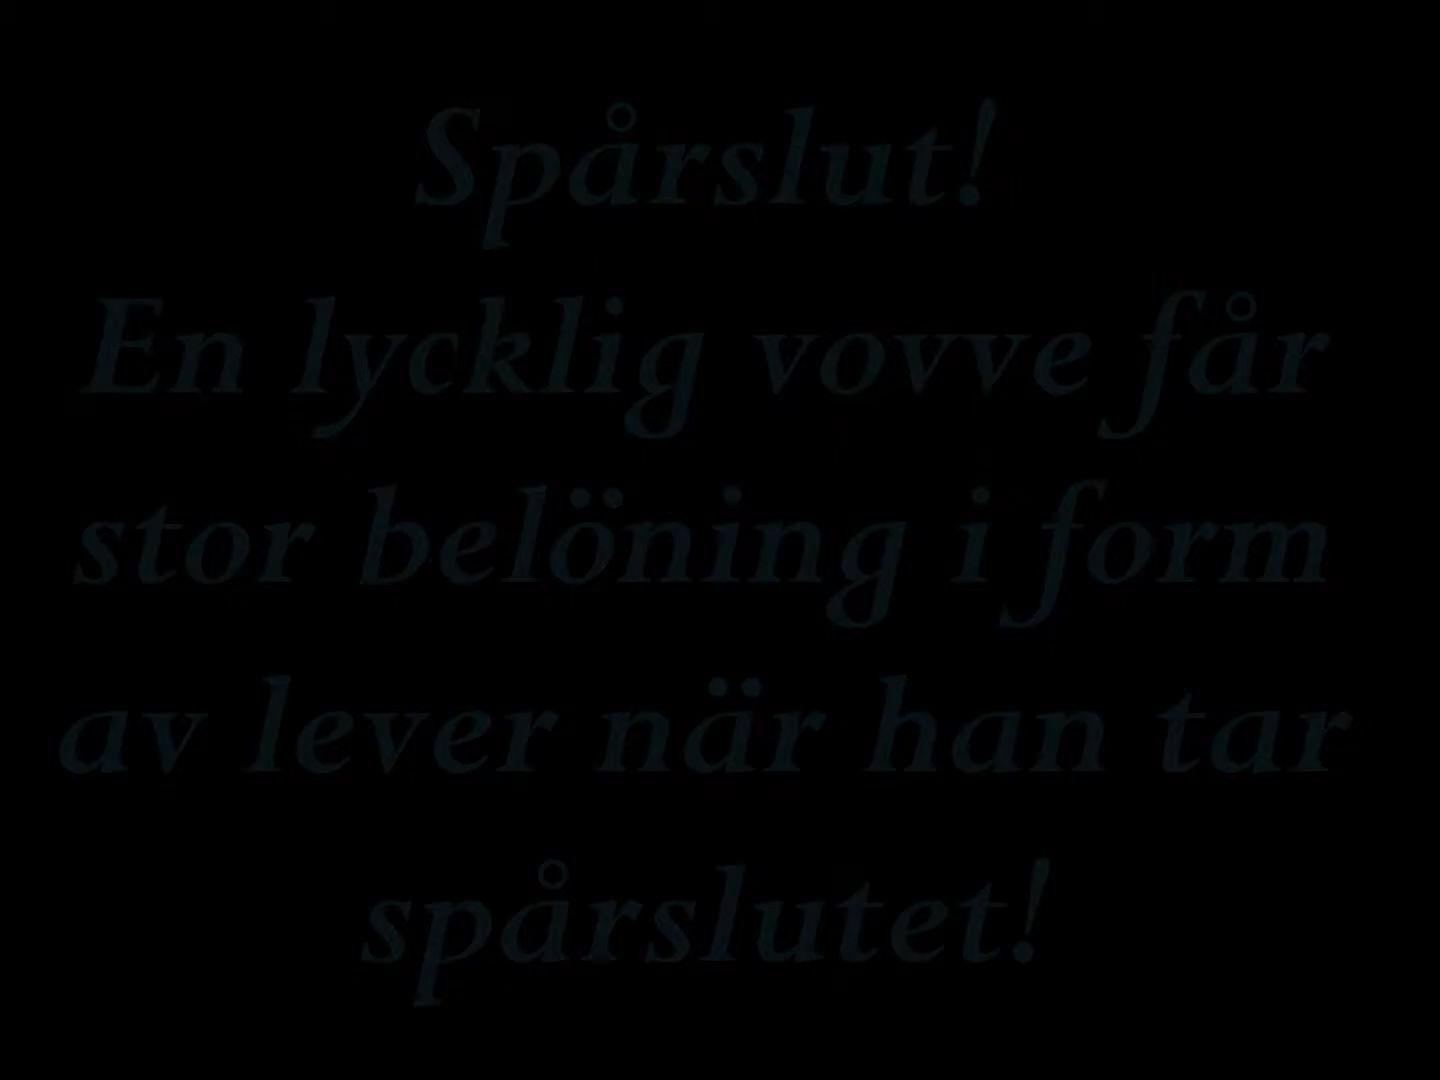 Spårslut!
En lycklig vovve får
stor belöning i form
av lever när han tar
spårslutet!